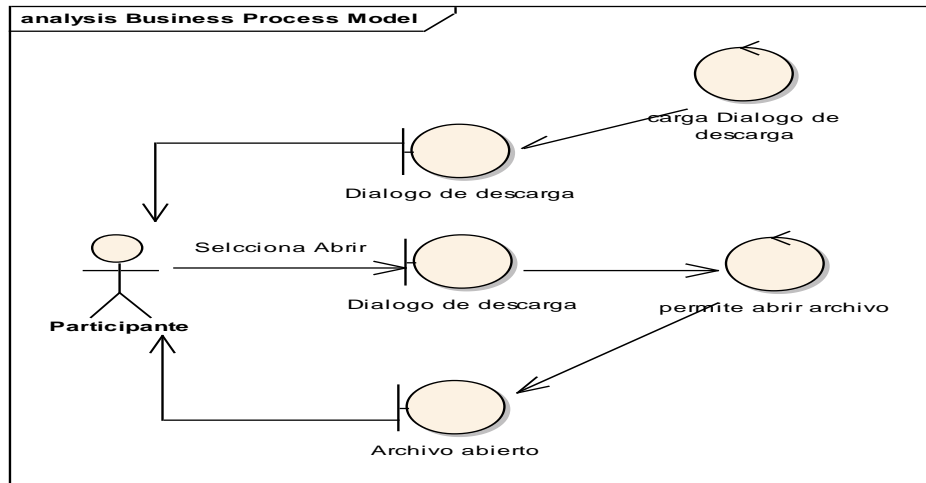 analysis Business Process Model
carga Dialogo de
descarga
Dialogo de descarga
Selcciona Abrir
Dialogo de descarga
permite abrir archivo
Participante
Archivo abierto